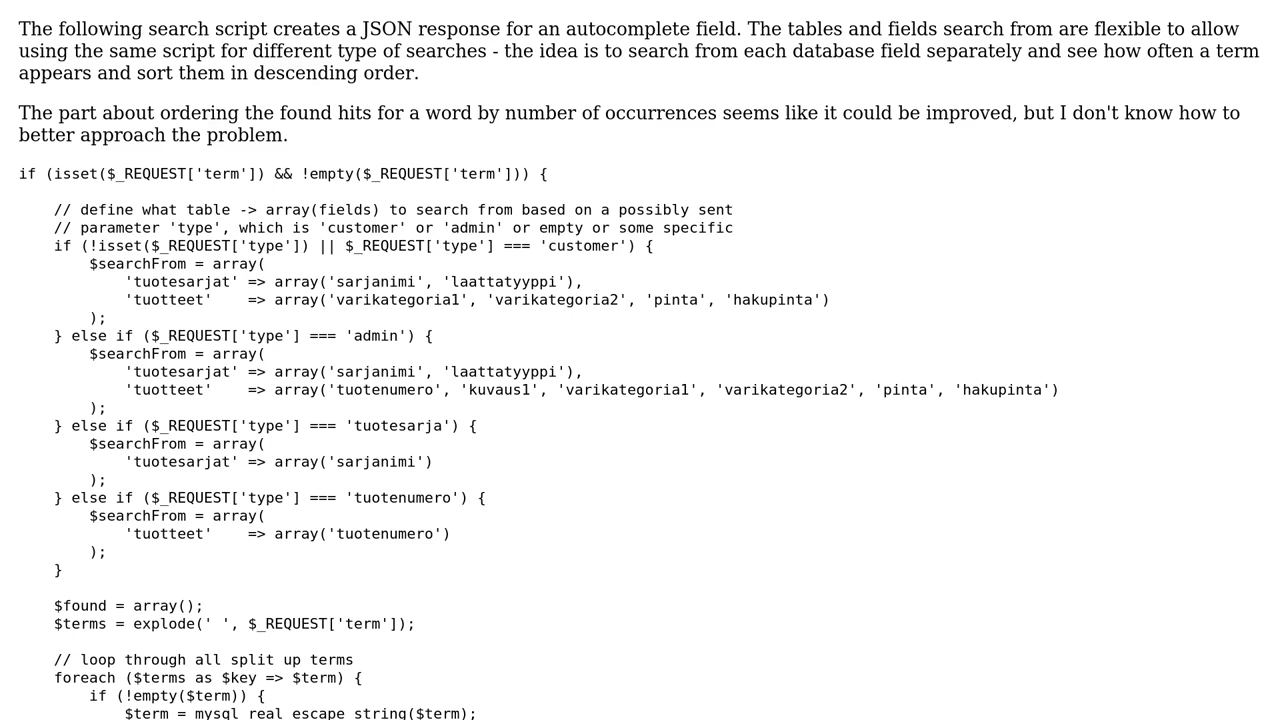 The following search script creates a JSON response for an autocomplete field. The tables and fields search from are flexible to allow
using the same script for different type of searches - the idea is to search from each database field separately and see how often a term
appears and sort them in descending order.
The part about ordering the found hits for a word by number of occurrences seems like it could be improved, but I don't know how to
better approach the problem.
if (isset($_REQUEST['term']) && !empty($_REQUEST['term'])) {
    // define what table -> array(fields) to search from based on a possibly sent
    // parameter 'type', which is 'customer' or 'admin' or empty or some specific
    if (!isset($_REQUEST['type']) || $_REQUEST['type'] === 'customer') {
        $searchFrom = array(
            'tuotesarjat' => array('sarjanimi', 'laattatyyppi'),
            'tuotteet'    => array('varikategoria1', 'varikategoria2', 'pinta', 'hakupinta')
        );
    } else if ($_REQUEST['type'] === 'admin') {
        $searchFrom = array(
            'tuotesarjat' => array('sarjanimi', 'laattatyyppi'),
            'tuotteet'    => array('tuotenumero', 'kuvaus1', 'varikategoria1', 'varikategoria2', 'pinta', 'hakupinta')
        );
    } else if ($_REQUEST['type'] === 'tuotesarja') {
        $searchFrom = array(
            'tuotesarjat' => array('sarjanimi')
        );
    } else if ($_REQUEST['type'] === 'tuotenumero') {
        $searchFrom = array(
            'tuotteet'    => array('tuotenumero')
        );
    }
    $found = array();
    $terms = explode(' ', $_REQUEST['term']);
    // loop through all split up terms
    foreach ($terms as $key => $term) {
        if (!empty($term)) {
            $term = mysql_real_escape_string($term);